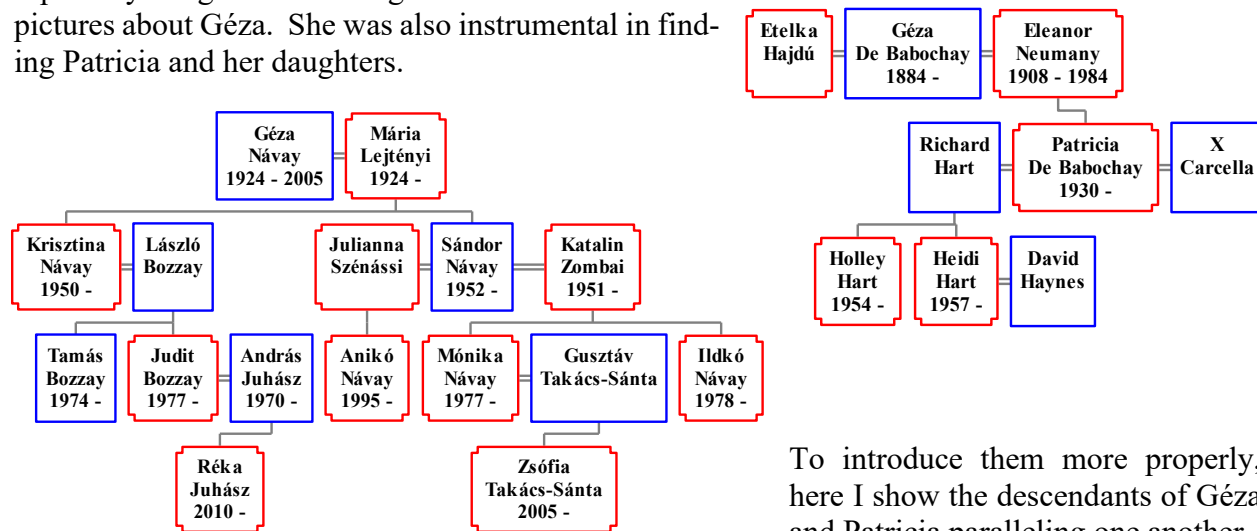 pictures about Géza. She was also instrumental in find-
ing Patricia and her daughters.
Etelka
Hajdú
Géza
De Babochay
1884 -
Eleanor
Neumany
1908 - 1984
Richard
Hart
Patricia
De Babochay
1930 -
X
Carcella
Holley
Hart
1954 -
Heidi
Hart
1957 -
David
Haynes
Géza
Návay
1924 - 2005
Mária
Lejtényi
1924 -
Krisztina
Návay
1950 -
László
Bozzay
Julianna
Szénássi
Sándor
Návay
1952 -
Katalin
Zombai
1951 -
Tamás
Bozzay
1974 -
Judit
Bozzay
1977 -
András
Juhász
1970 -
Anikó
Návay
1995 -
Mónika
Návay
1977 -
Gusztáv
Takács-Sánta
Ildkó
Návay
1978 -
Réka
Juhász
2010 -
Zsófia
Takács-Sánta
2005 -
To introduce them more properly,
here I show the descendants of Géza
and Patricia paralleling one another